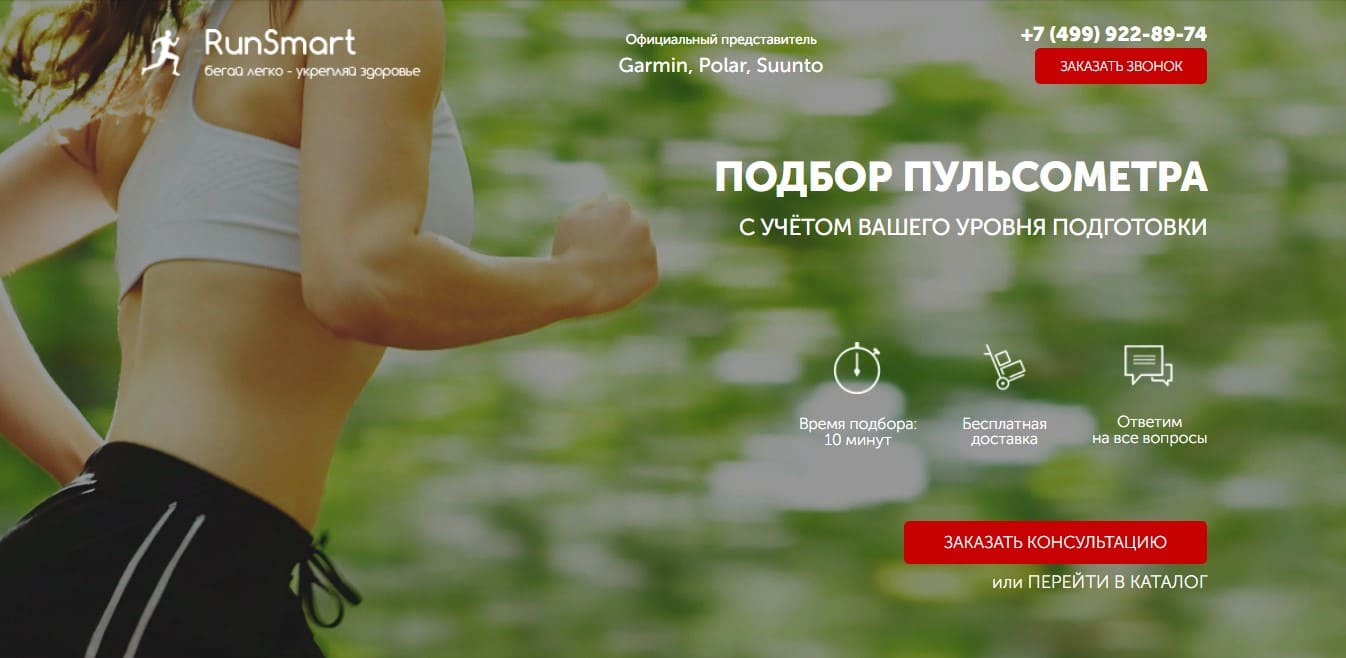 RunSmart
бегай легко - укрепляй здоровье
Официальный представитель
Garmin, Polar, Suunto
+7 (499) 922-89-74
ЗАКАЗАТЬ ЗВОНОК
ПОДБОР ПУЛЬСОМЕТРА
С УЧЁТОМ ВАШЕГО УРОВНЯ ПОДГОТОВКИ
Время подбора:
10 минут
Бесплатная
доставка
Ответим
на все вопросы
ЗАКАЗАТЬ КОНСУЛЬТАЦИЮ
или ПЕРЕЙТИ В КАТАЛОГ